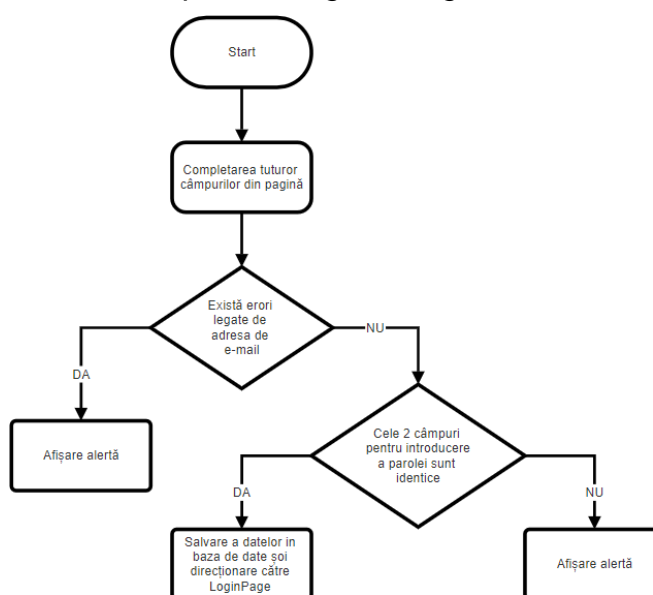 Start
Completarea tuturor
câmpurilor din pagină
Există erori
legate de
adresa de
e-mail
NU
DA
Afișare alertă
Cele 2 câmpuri
pentru introducere
a parolei sunt
identice
DA
NU
Salvare a datelor in
baza de date șoi
direcționare către
LoginPage
Afișare alertă